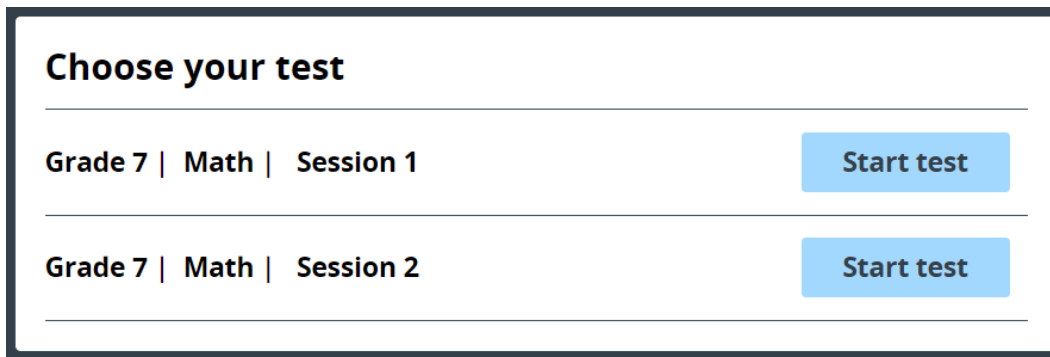 Choose your test
Grade 7 | Math | Session 1 Start test
Grade 7 | Math | Session 2 Start test